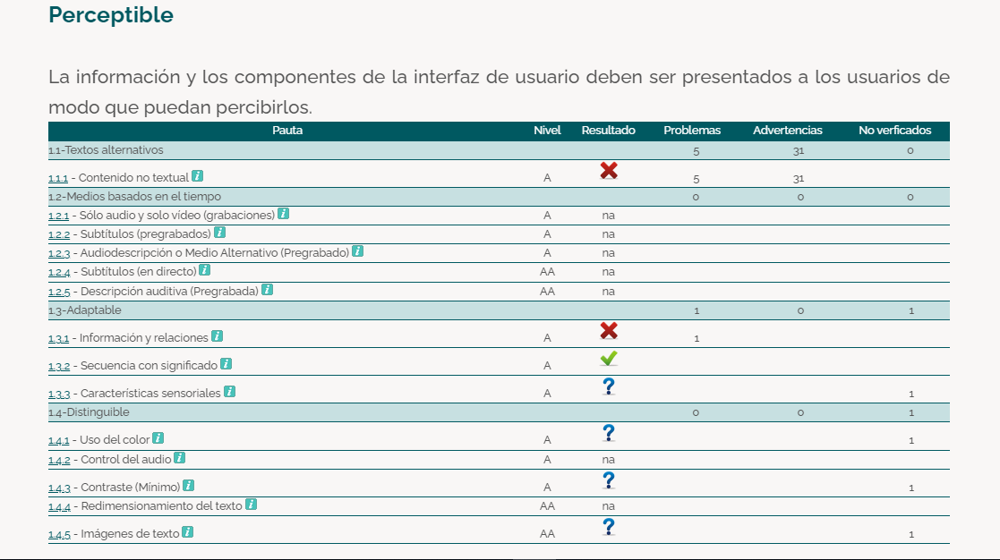 Perceptible
La información y los componentes de la interfaz de usuario deben ser presentados a los usuarios de
modo que puedan percibirlos.
Pauta Nivel Resultado Problemas Advertencias No verficados
1.1-Textos alternativos 5 31 0
1.1.1 - Contenido no textual i A 5 31
1.2-Medios basados en el tiempo 0 0 0
1.2.1 - Sólo audio y solo vídeo (grabaciones) i A na
1.2.2 - Subtítulos (pregrabados) i A na
1.2.3 - Audiodescripción o Medio Alternativo (Pregrabado) i A na
1.2.4 - Subtítulos (en directo) i AA na
1.2.5 - Descripción auditiva (Pregrabada) i AA na
1.3-Adaptable 1 0 1
1.3.1 - Información y relaciones i A 1
1.3.2 - Secuencia con significado i A
1.3.3 - Características sensoriales i A ? 1
1.4-Distinguible 0 0 1
1.4.1 - Uso del color i A ? 1
1.4.2 - Control del audio i A na
1.4.3 - Contraste (Mínimo) i A ? 1
1.4.4 - Redimensionamiento del texto i AA na
1.4.5 - Imágenes de texto i AA ? 1